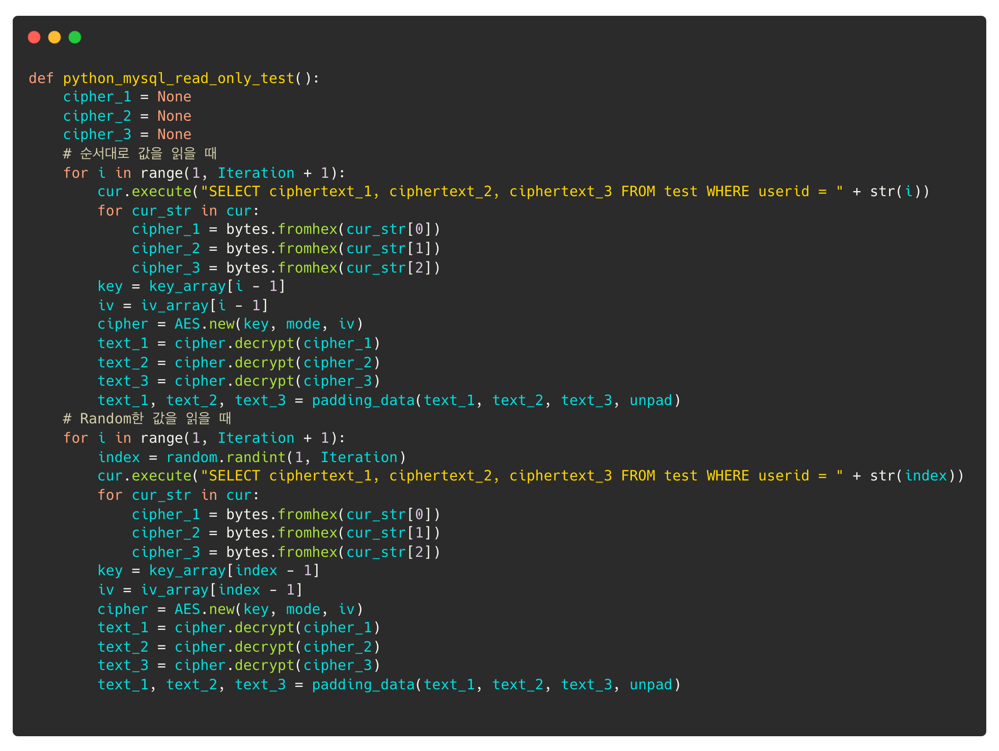 def python_mysql_read_only_test():
    cipher_1 = None
    cipher_2 = None
    cipher_3 = None
    # 순서대로 값을 읽을 때
    for i in range(1, Iteration + 1):
        cur.execute("SELECT ciphertext_1, ciphertext_2, ciphertext_3 FROM test WHERE userid = " + str(i))
        for cur_str in cur:
            cipher_1 = bytes.fromhex(cur_str[0])
            cipher_2 = bytes.fromhex(cur_str[1])
            cipher_3 = bytes.fromhex(cur_str[2])
        key = key_array[i - 1]
        iv = iv_array[i - 1]
        cipher = AES.new(key, mode, iv)
        text_1 = cipher.decrypt(cipher_1)
        text_2 = cipher.decrypt(cipher_2)
        text_3 = cipher.decrypt(cipher_3)
        text_1, text_2, text_3 = padding_data(text_1, text_2, text_3, unpad)
    # Random한 값을 읽을 때
    for i in range(1, Iteration + 1):
        index = random.randint(1, Iteration)
        cur.execute("SELECT ciphertext_1, ciphertext_2, ciphertext_3 FROM test WHERE userid = " + str(index))
        for cur_str in cur:
            cipher_1 = bytes.fromhex(cur_str[0])
            cipher_2 = bytes.fromhex(cur_str[1])
            cipher_3 = bytes.fromhex(cur_str[2])
        key = key_array[index - 1]
        iv = iv_array[index - 1]
        cipher = AES.new(key, mode, iv)
        text_1 = cipher.decrypt(cipher_1)
        text_2 = cipher.decrypt(cipher_2)
        text_3 = cipher.decrypt(cipher_3)
        text_1, text_2, text_3 = padding_data(text_1, text_2, text_3, unpad)